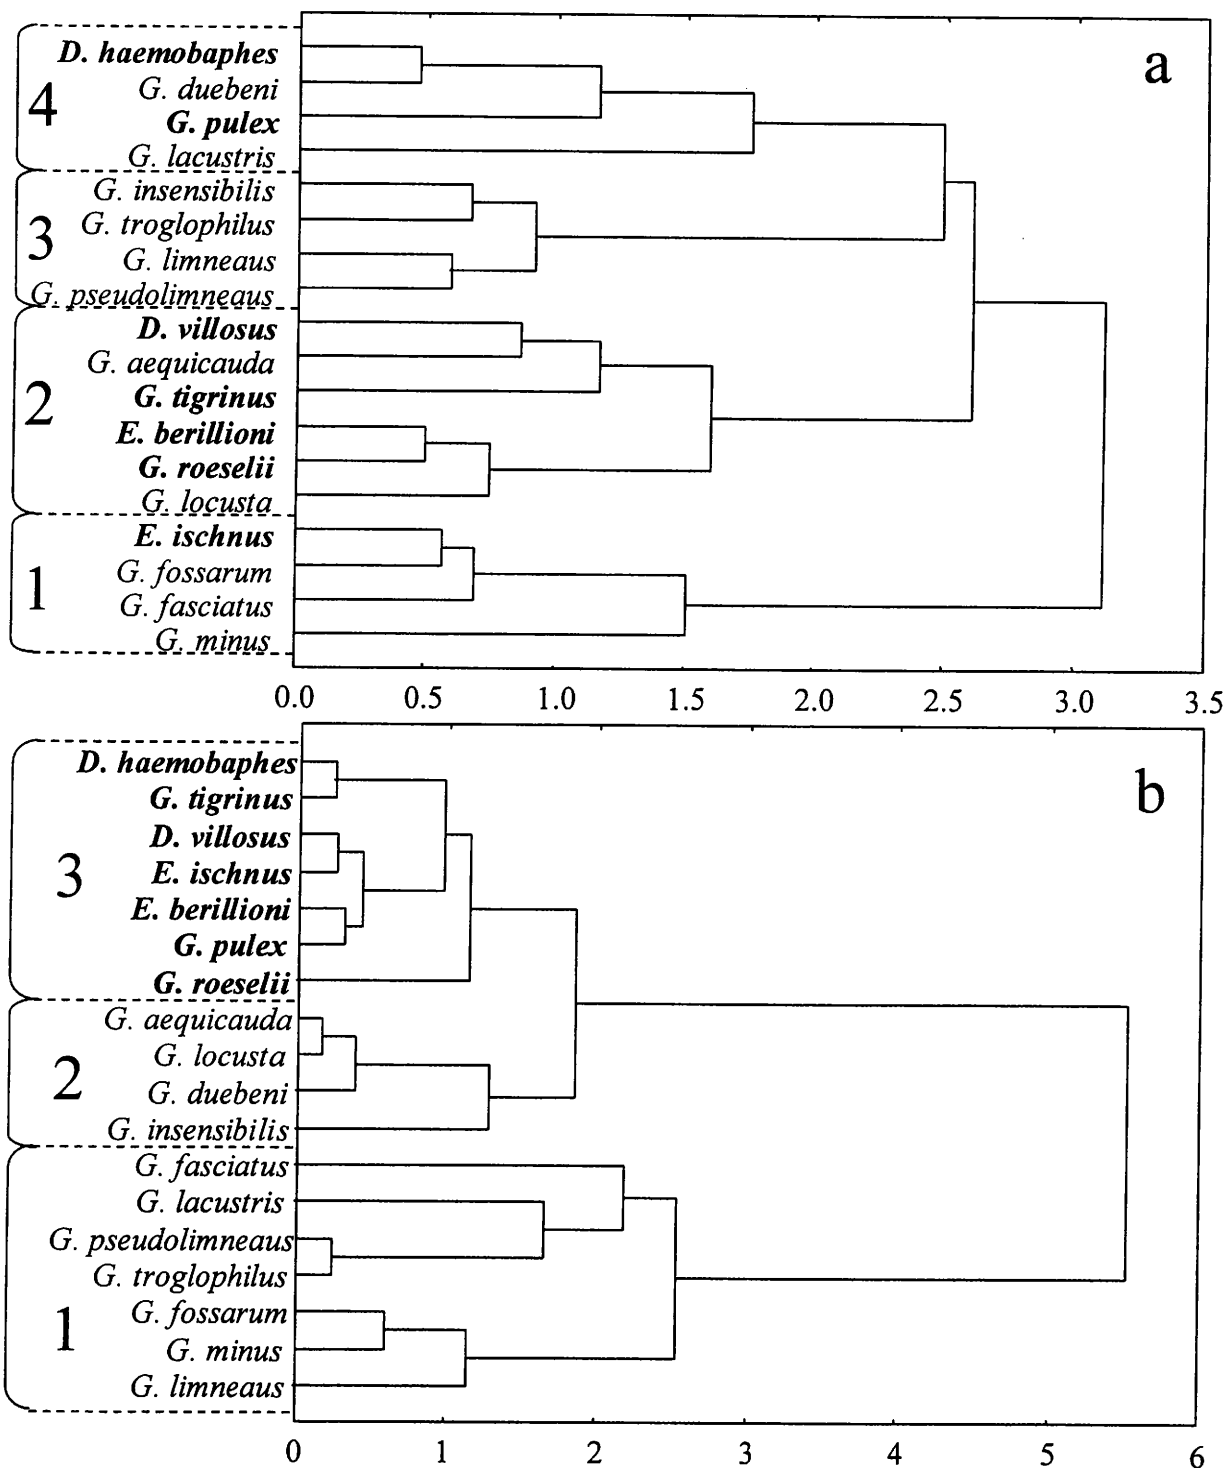 a
4
D. haemobaphes
G. duebeni
G. pulex
G. lacustris
3
G. insensibilis
G. troglophilus
G. limneaus
G. pseudolimneaus
2
D. villosus
G. aequicauda
G. tigrinus
E. berillioni
G. roeselii
G. locusta
1
E. ischnus
G. fossarum
G. fasciatus
G. minus
0.0 0.5 1.0 1.5 2.0 2.5 3.0 3.5
b
3
D. haemobaphes
G. tigrinus
D. villosus
E. ischnus
E. berillioni
G. pulex
G. roeselii
2
G. aequicauda
G. locusta
G. duebeni
G. insensibilis
1
G. fasciatus
G. lacustris
G. pseudolimneaus
G. troglophilus
G. fossarum
G. minus
G. limneaus
0 1 2 3 4 5 6